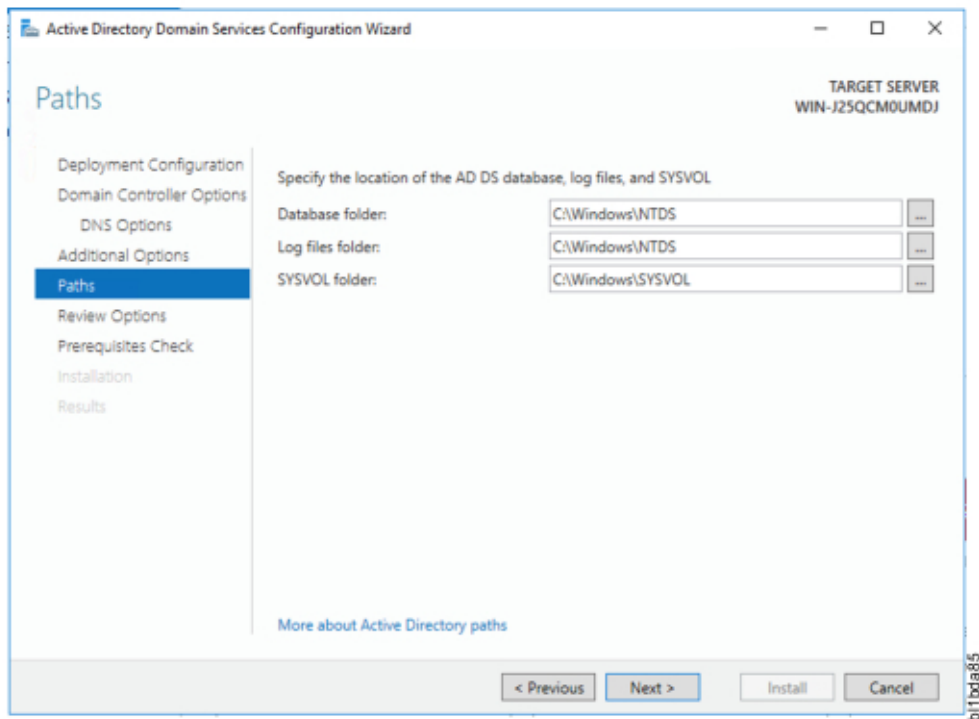 Active Directory Domain Services Configuration Wizard
Paths
TARGET SERVER
WIN-J25QCM0UMDJ
Deployment Configuration
Domain Controller Options
DNS Options
Additional Options
Paths
Review Options
Prerequisites Check
Installation
Results
Specify the location of the AD DS database, log files, and SYSVOL
Database folder: C:\Windows\NTDS ...
Log files folder: C:\Windows\NTDS ...
SYSVOL folder: C:\Windows\SYSVOL ...
More about Active Directory paths
< Previous Next > Install Cancel